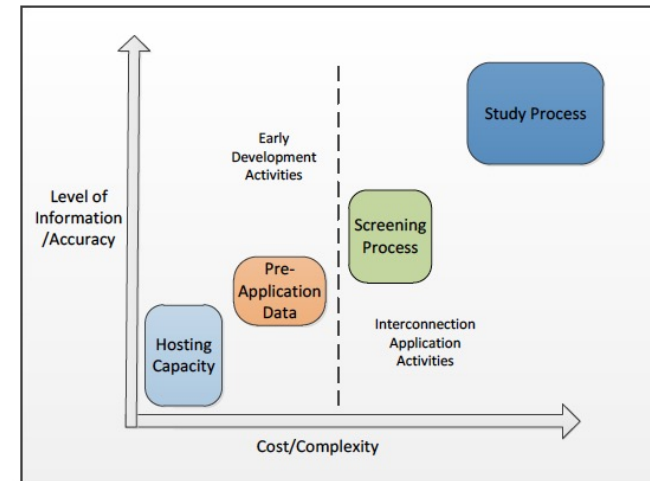 Study Process
Early
Development
Activities
Level of
Information
/Accuracy
Screening
Process
Pre-
Application
Data
Interconnection
Application
Activities
Hosting
Capacity
Cost/Complexity